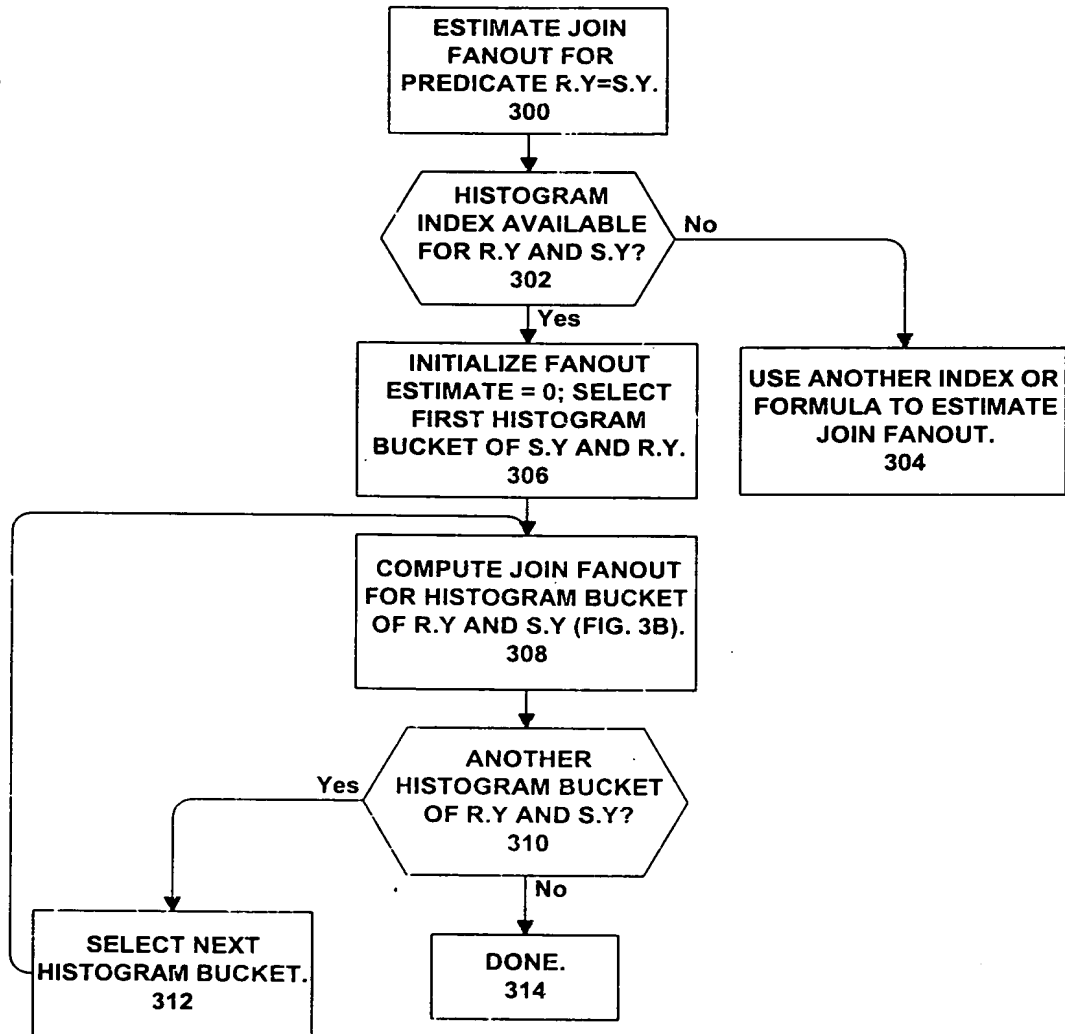 ESTIMATE JOIN
FANOUT FOR
PREDICATE R.Y=S.Y.
300
HISTOGRAM
INDEX AVAILABLE
FOR R.Y AND S.Y?
302
No
Yes
INITIALIZE FANOUT
ESTIMATE = 0; SELECT
FIRST HISTOGRAM
BUCKET OF S.Y AND R.Y.
306
USE ANOTHER INDEX OR
FORMULA TO ESTIMATE
JOIN FANOUT.
304
COMPUTE JOIN FANOUT
FOR HISTOGRAM BUCKET
OF R.Y AND S.Y (FIG. 3B).
308
ANOTHER
HISTOGRAM BUCKET
OF R.Y AND S.Y?
310
Yes
No
SELECT NEXT
HISTOGRAM BUCKET.
312
DONE.
314